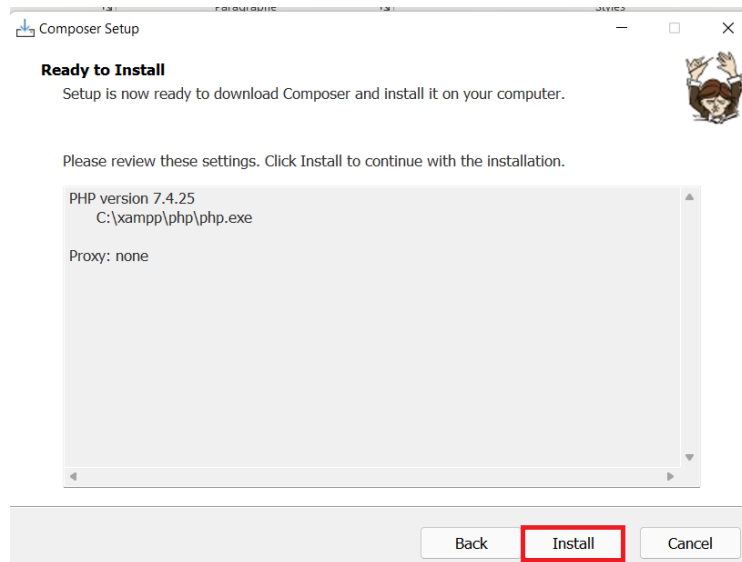 Paragraphe
Styles
Composer Setup
Ready to Install
Setup is now ready to download Composer and install it on your computer.
Please review these settings. Click Install to continue with the installation.
PHP version 7.4.25
C:\xampp\php\php.exe
Proxy: none
Back
Install
Cancel